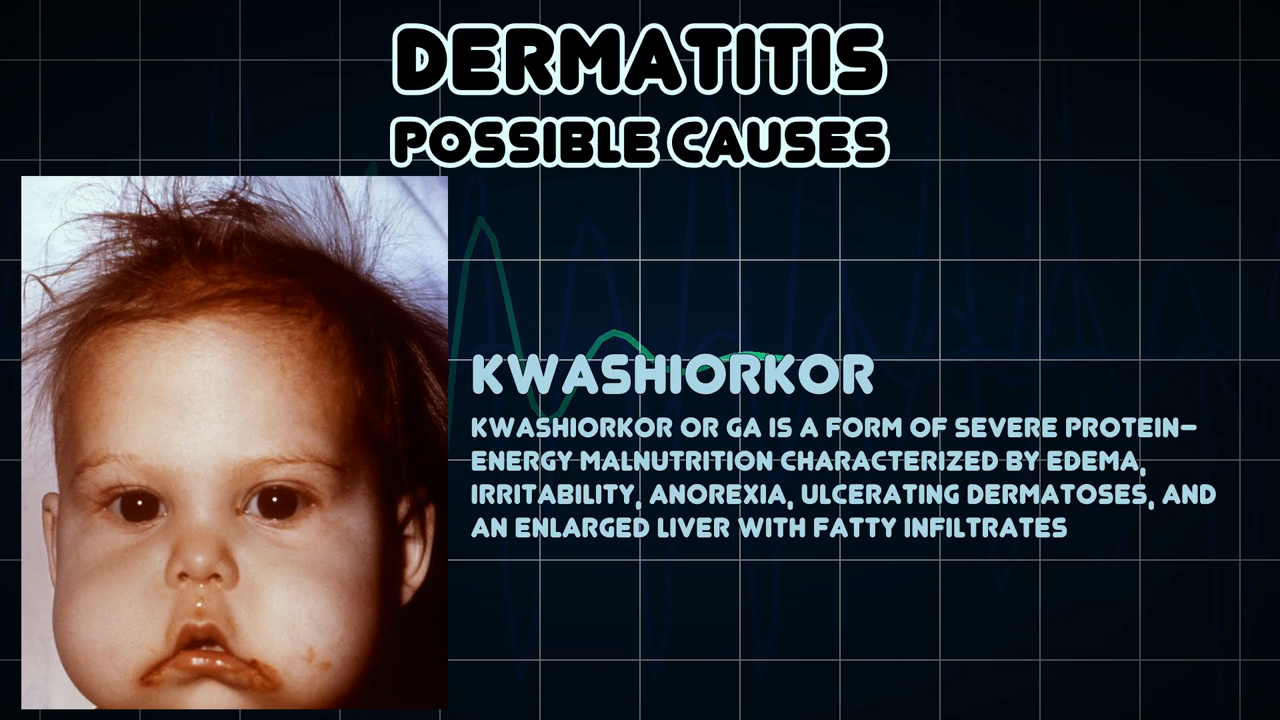 DERMATITIS
POSSIBLE CAUSES
KWASHIORKOR
KWASHIORKOR OR GA IS A FORM OF SEVERE PROTEIN–
ENERGY MALNUTRITION CHARACTERIZED BY EDEMA,
IRRITABILITY, ANOREXIA, ULCERATING DERMATOSES, AND
AN ENLARGED LIVER WITH FATTY INFILTRATES